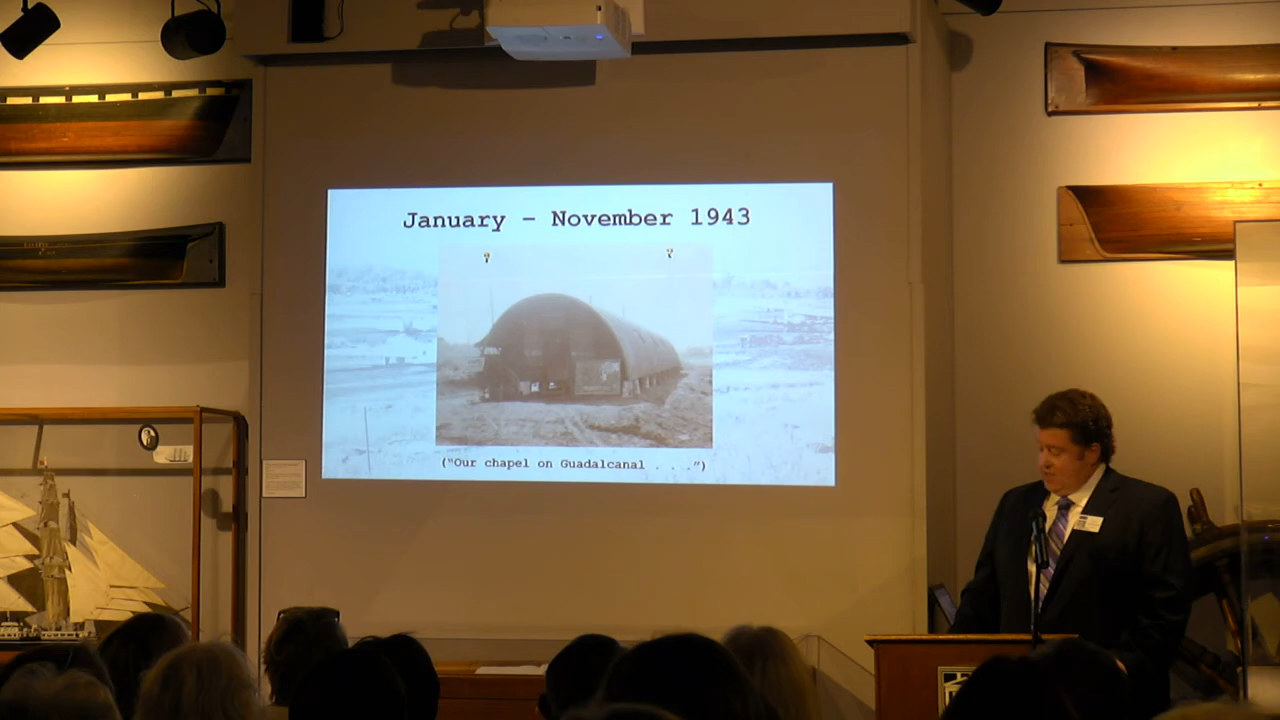 January – November 1943
("Our chapel on Guadalcanal . . .")